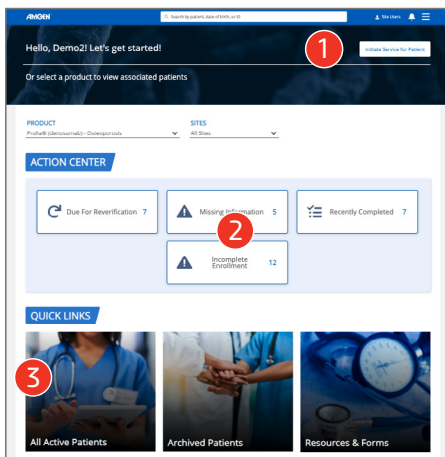 AMGEN
Search by patient, date of birth, or ID
Site Users
Hello, Demo2! Let's get started!
1
Initiate Service for Patient
Or select a product to view associated patients
PRODUCT
SITES
Prolia® (denosumab) - Osteoporosis
All Sites
ACTION CENTER
Due For Reverification 7
Missing Information 5
Recently Completed 7
2
Incomplete
Enrollment 12
QUICK LINKS
3
All Active Patients
Archived Patients
Resources & Forms